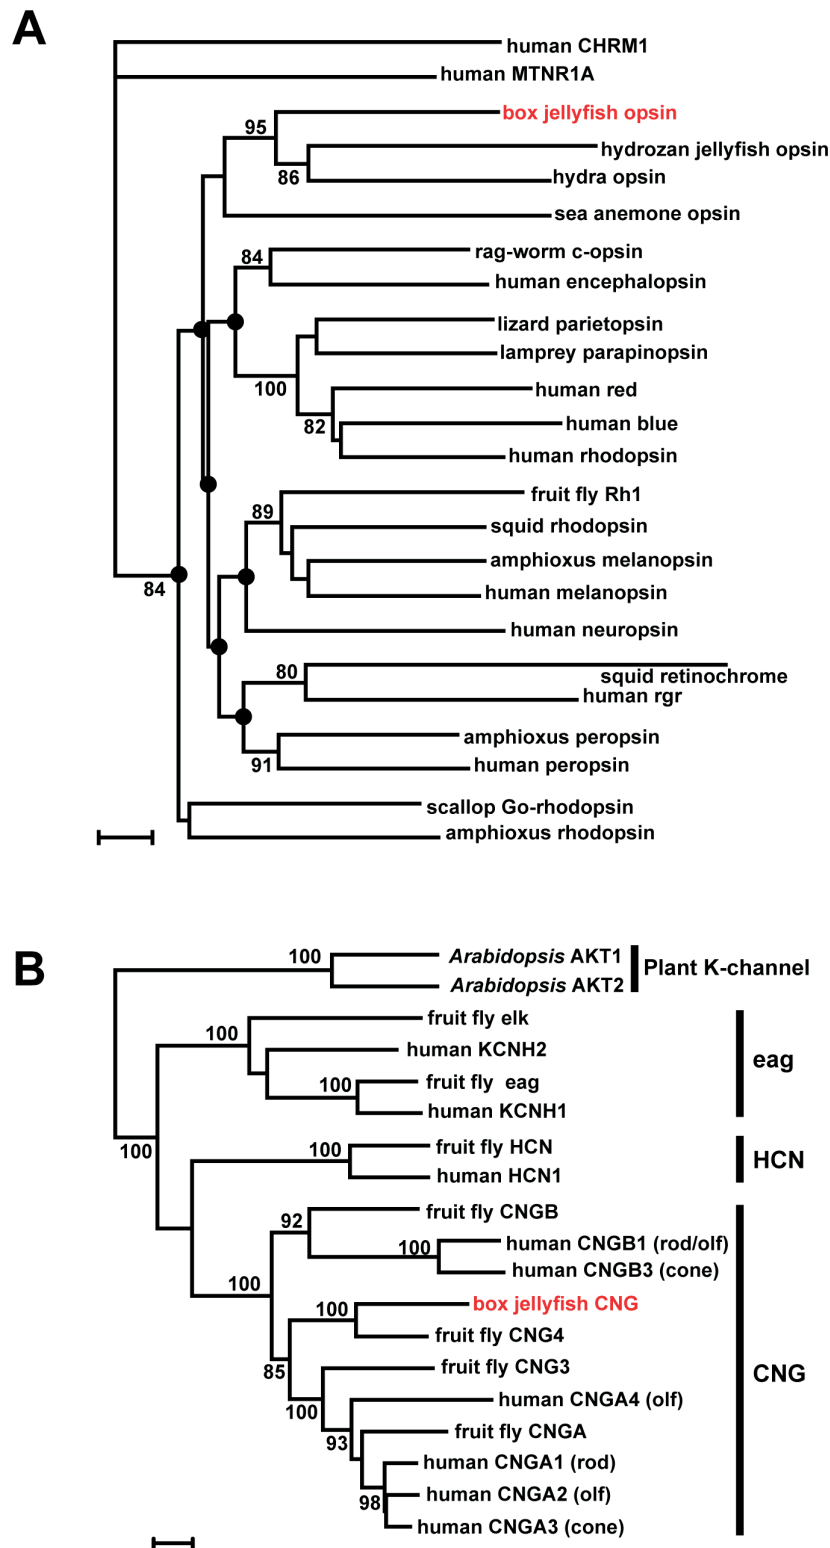 A
human CHRM1
human MTNR1A
box jellyfish opsin
95
hydrozan jellyfish opsin
86
hydra opsin
sea anemone opsin
rag-worm c-opsin
84
human encephalopsin
lizard parietopsin
lamprey parapinopsin
100
human red
82
human blue
human rhodopsin
fruit fly Rh1
89
squid rhodopsin
amphioxus melanopsin
84
human melanopsin
human neuropsin
80
squid retinochrome
human rgr
amphioxus peropsin
91
human peropsin
scallop Go-rhodopsin
amphioxus rhodopsin
B
100
Arabidopsis AKT1
Plant K-channel
Arabidopsis AKT2
fruit fly elk
100
human KCNH2
eag
100
fruit fly eag
human KCNH1
100
fruit fly HCN
100
HCN
human HCN1
fruit fly CNGB
92
human CNGB1 (rod/olf)
100
human CNGB3 (cone)
100
box jellyfish CNG
100
fruit fly CNG4
85
fruit fly CNG3
CNG
100
human CNGA4 (olf)
93
fruit fly CNGA
human CNGA1 (rod)
98
human CNGA2 (olf)
human CNGA3 (cone)